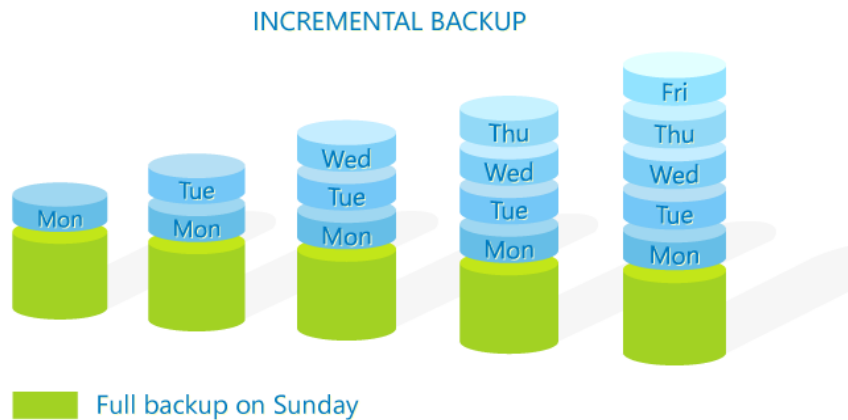 INCREMENTAL BACKUP
Mon
Tue
Mon
Wed
Tue
Mon
Thu
Wed
Tue
Mon
Fri
Thu
Wed
Tue
Mon
Full backup on Sunday